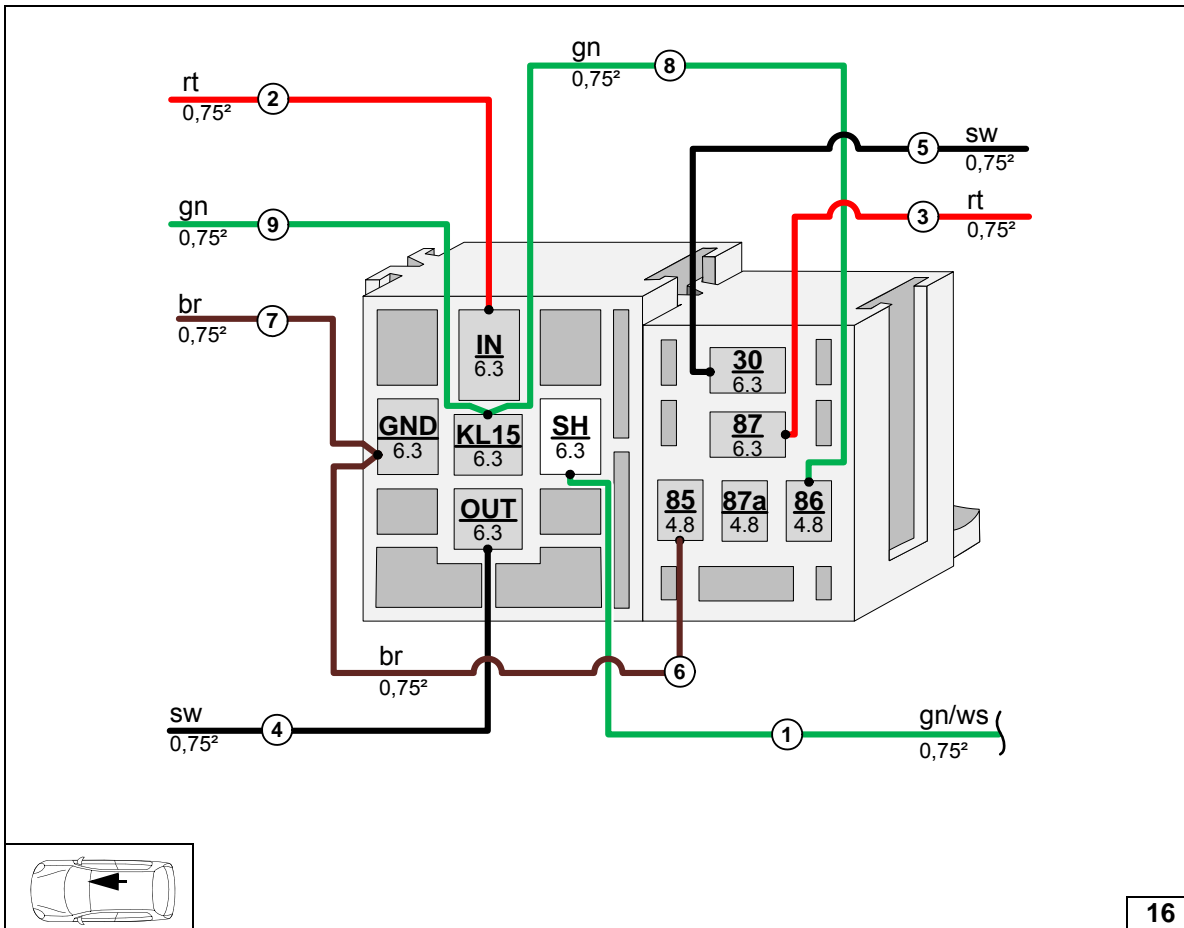 gn
0,75²
8
rt
0,75²
2
5
sw
0,75²
gn
0,75²
9
3
rt
0,75²
br
0,75²
7
IN
6.3
30
6.3
GND
6.3
KL15
6.3
SH
6.3
87
6.3
OUT
6.3
85
4.8
87a
4.8
86
4.8
br
0,75²
6
sw
0,75²
4
1
gn/ws
0,75²
16